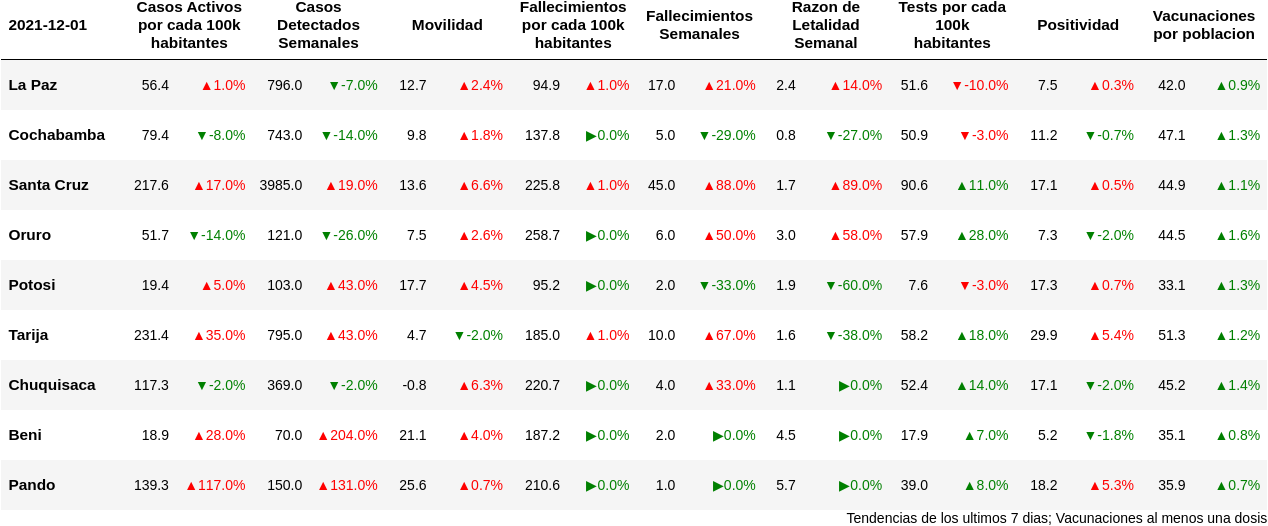 2021-12-01 Casos Activos por cada 100k habitantes Casos Detectados Semanales Movilidad Fallecimientos por cada 100k habitantes Fallecimientos Semanales Razon de Letalidad Semanal Tests por cada 100k habitantes Positividad Vacunaciones por poblacion
La Paz 56.4 ▲1.0% 796.0 ▼-7.0% 12.7 ▲2.4% 94.9 ▲1.0% 17.0 ▲21.0% 2.4 ▲14.0% 51.6 ▼-10.0% 7.5 ▲0.3% 42.0 ▲0.9%
Cochabamba 79.4 ▼-8.0% 743.0 ▼-14.0% 9.8 ▲1.8% 137.8 ▶0.0% 5.0 ▼-29.0% 0.8 ▼-27.0% 50.9 ▼-3.0% 11.2 ▼-0.7% 47.1 ▲1.3%
Santa Cruz 217.6 ▲17.0% 3985.0 ▲19.0% 13.6 ▲6.6% 225.8 ▲1.0% 45.0 ▲88.0% 1.7 ▲89.0% 90.6 ▲11.0% 17.1 ▲0.5% 44.9 ▲1.1%
Oruro 51.7 ▼-14.0% 121.0 ▼-26.0% 7.5 ▲2.6% 258.7 ▶0.0% 6.0 ▲50.0% 3.0 ▲58.0% 57.9 ▲28.0% 7.3 ▼-2.0% 44.5 ▲1.6%
Potosi 19.4 ▲5.0% 103.0 ▲43.0% 17.7 ▲4.5% 95.2 ▶0.0% 2.0 ▼-33.0% 1.9 ▼-60.0% 7.6 ▼-3.0% 17.3 ▲0.7% 33.1 ▲1.3%
Tarija 231.4 ▲35.0% 795.0 ▲43.0% 4.7 ▼-2.0% 185.0 ▲1.0% 10.0 ▲67.0% 1.6 ▼-38.0% 58.2 ▲18.0% 29.9 ▲5.4% 51.3 ▲1.2%
Chuquisaca 117.3 ▼-2.0% 369.0 ▼-2.0% -0.8 ▲6.3% 220.7 ▶0.0% 4.0 ▲33.0% 1.1 ▶0.0% 52.4 ▲14.0% 17.1 ▼-2.0% 45.2 ▲1.4%
Beni 18.9 ▲28.0% 70.0 ▲204.0% 21.1 ▲4.0% 187.2 ▶0.0% 2.0 ▶0.0% 4.5 ▶0.0% 17.9 ▲7.0% 5.2 ▼-1.8% 35.1 ▲0.8%
Pando 139.3 ▲117.0% 150.0 ▲131.0% 25.6 ▲0.7% 210.6 ▶0.0% 1.0 ▶0.0% 5.7 ▶0.0% 39.0 ▲8.0% 18.2 ▲5.3% 35.9 ▲0.7%
Tendencias de los ultimos 7 dias; Vacunaciones al menos una dosis